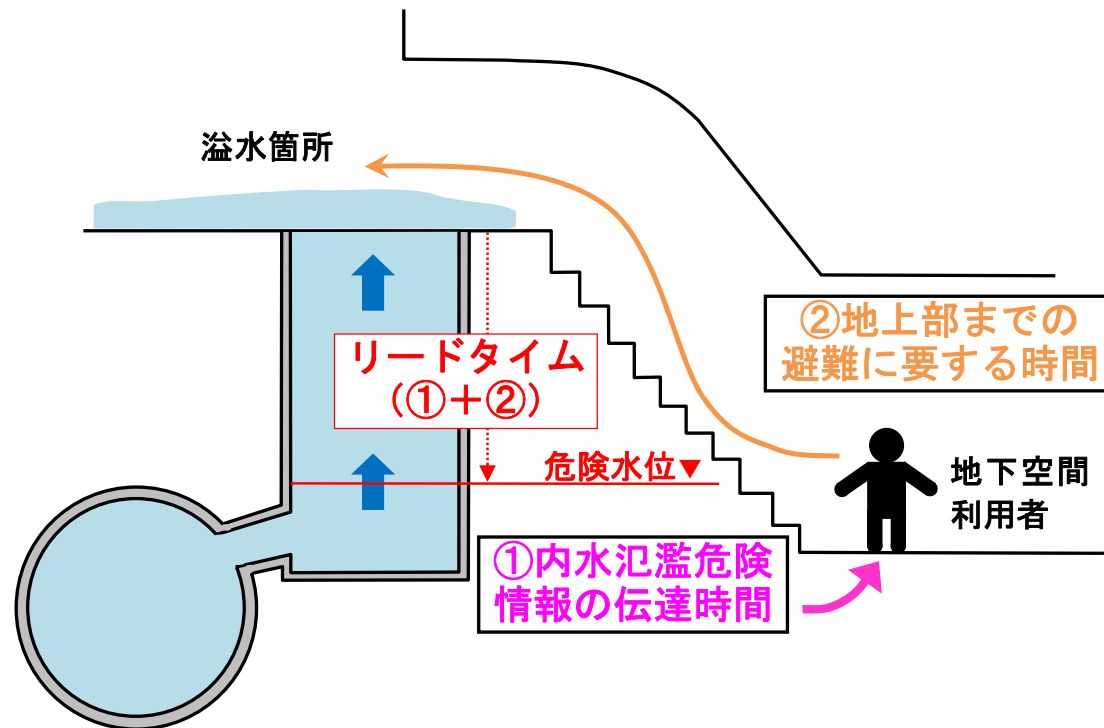 溢水箇所
②地上部までの
避難に要する時間
リードタイム
(①+②)
危険水位▼
地下空間
利用者
①内水氾濫危険
情報の伝達時間